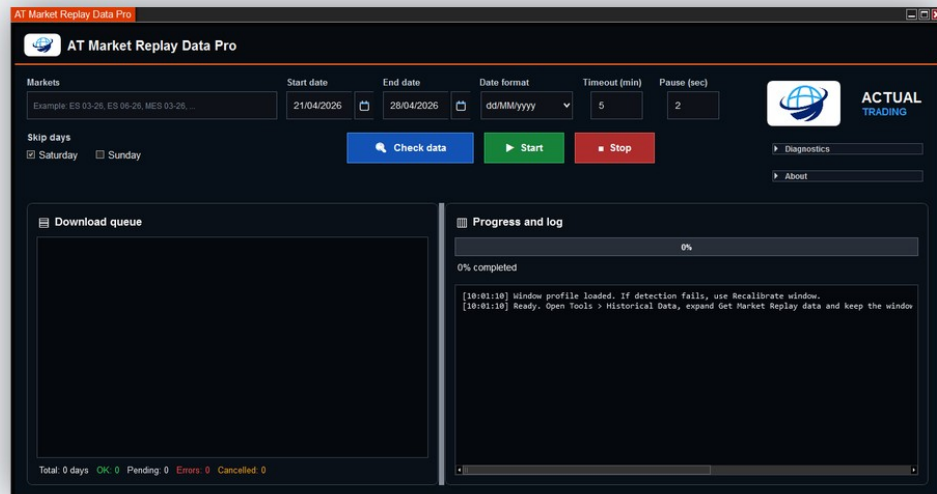 AT Market Replay Data Pro
AT Market Replay Data Pro
Markets
Start date
End date
Date format
Timeout (min)
Pause (sec)
Example: ES 03-26, ES 06-26, MES 03-26, ...
21/04/2026
28/04/2026
dd/MM/yyyy
5
2
ACTUAL
TRADING
Skip days
Saturday
Sunday
Check data
Start
Stop
Diagnostics
About
Download queue
Total: 0 days OK: 0 Pending: 0 Errors: 0 Cancelled: 0
Progress and log
0%
0% completed
[10:01:10] Window profile loaded. If detection fails, use Recalibrate window.
[10:01:10] Ready. Open Tools > Historical Data, expand Get Market Replay data and keep the window